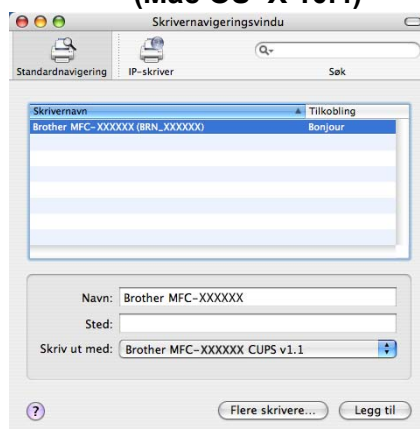 (Mac OS® X 10.4)
Skrivernavigeringsvindu
Standardnavigering IP-skriver Søk
Skrivernavn Tilkobling
Brother MFC-XXXXXX (BRN_XXXXXX) Bonjour
Navn: Brother MFC-XXXXXX
Sted:
Skriv ut med: Brother MFC-XXXXXX CUPS v1.1
? Flere skrivere... Legg til